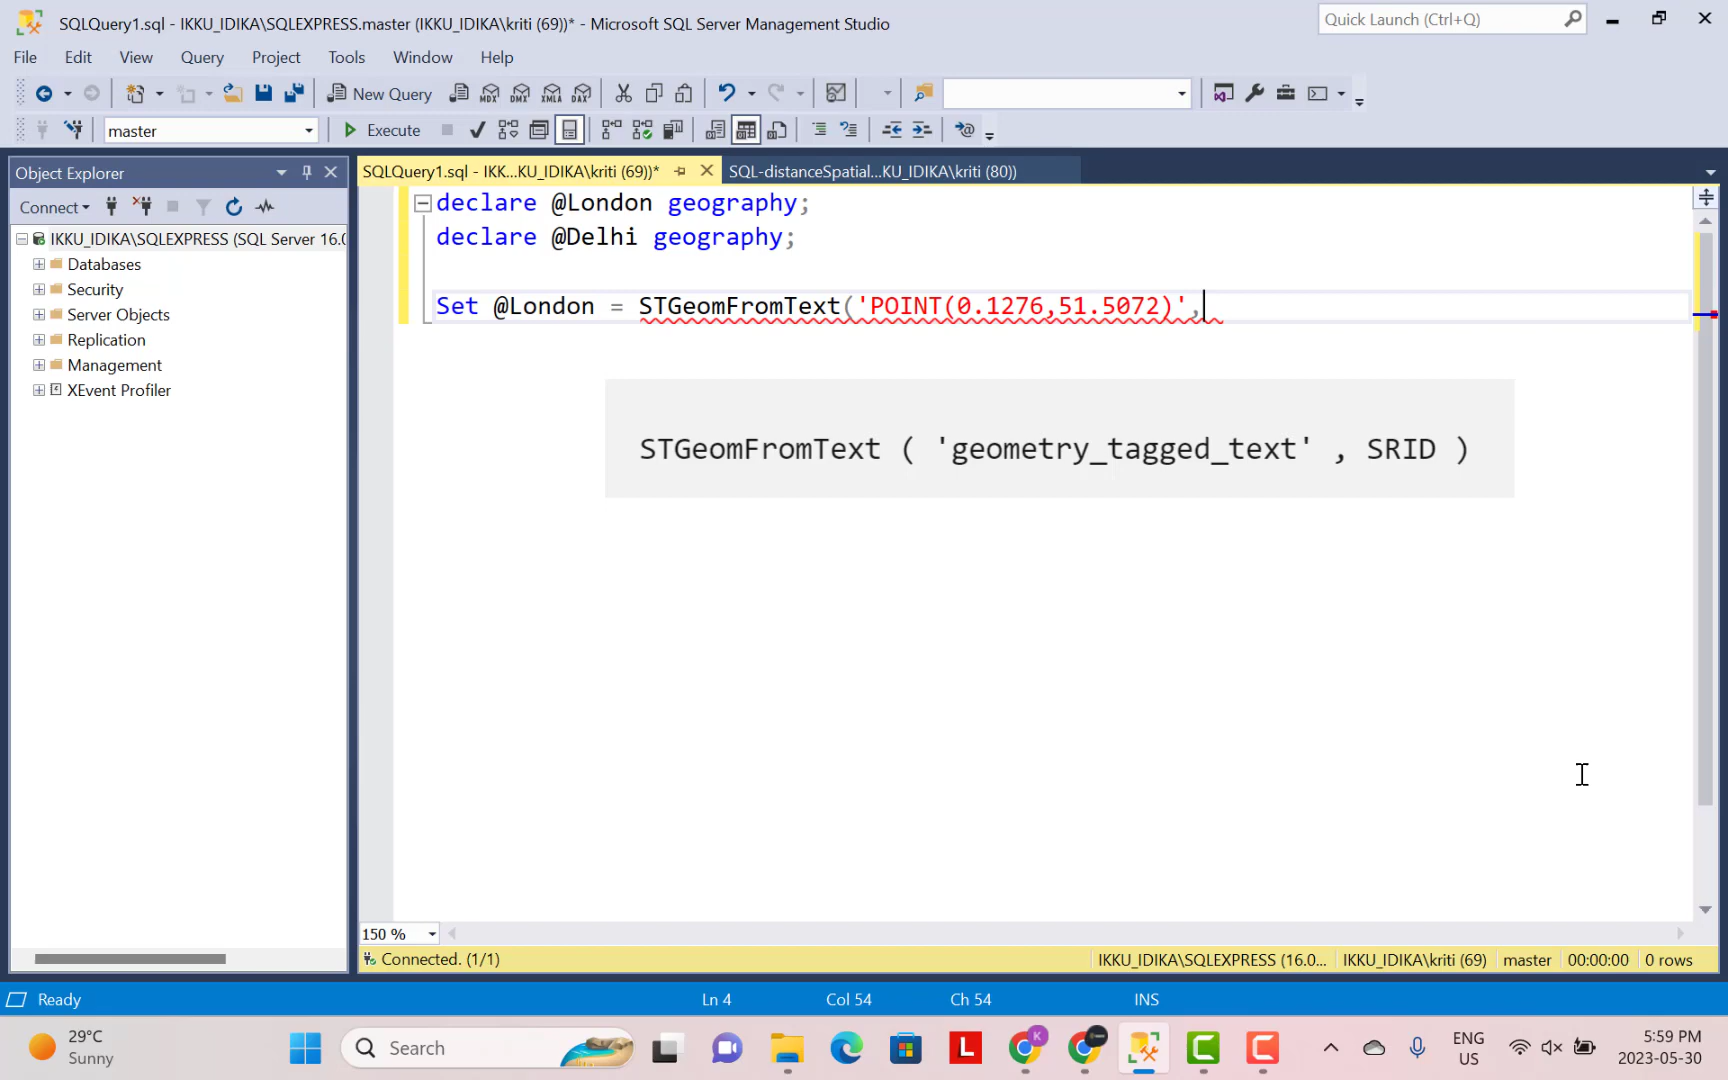 SQLQuery1.sql - IKKU_IDIKA\SQLEXPRESS.master (IKKU_IDIKA\kriti (69))* - Microsoft SQL Server Management Studio
Quick Launch (Ctrl+Q)
File Edit View Query Project Tools Window Help
New Query MDX DMX XMLA DAX
master Execute
Object Explorer
SQLQuery1.sql - IKK...KU_IDIKA\kriti (69))* SQL-distanceSpatial...KU_IDIKA\kriti (80))
Connect
IKKU_IDIKA\SQLEXPRESS (SQL Server 16.0
Databases
Security
Server Objects
Replication
Management
XEvent Profiler
declare @London geography;
declare @Delhi geography;
Set @London = STGeomFromText('POINT(0.1276,51.5072)',
STGeomFromText ( 'geometry_tagged_text' , SRID )
150 %
Connected. (1/1) IKKU_IDIKA\SQLEXPRESS (16.0... IKKU_IDIKA\kriti (69) master 00:00:00 0 rows
Ready Ln 4 Col 54 Ch 54 INS
29°C
Sunny
Search
L
K
ENG
US
5:59 PM
2023-05-30